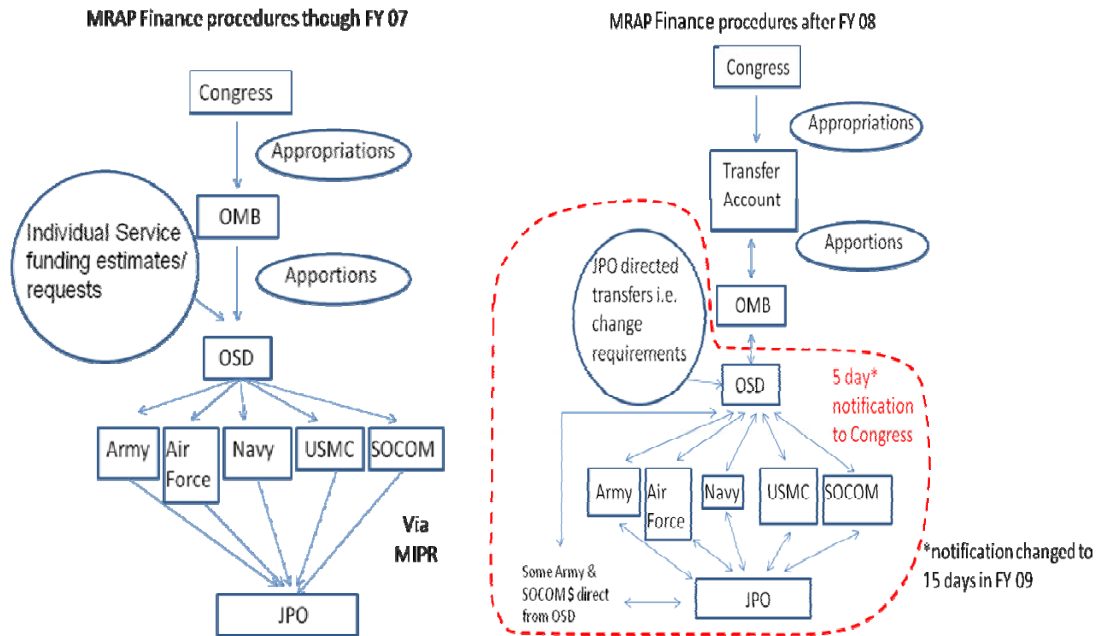 MRAP Finance procedures though FY 07
Congress
Appropriations
OMB
Individual Service
funding estimates/
requests
Apportions
OSD
Army
Air
Force
Navy
USMC
SOCOM
Via
MIPR
JPO
MRAP Finance procedures after FY 08
Congress
Appropriations
Transfer
Account
Apportions
JPO directed
transfers i.e.
change
requirements
OMB
OSD
5 day*
notification
to Congress
Army
Air
Force
Navy
USMC
SOCOM
*notification changed to
15 days in FY 09
Some Army &
SOCOM $ direct
from OSD
JPO